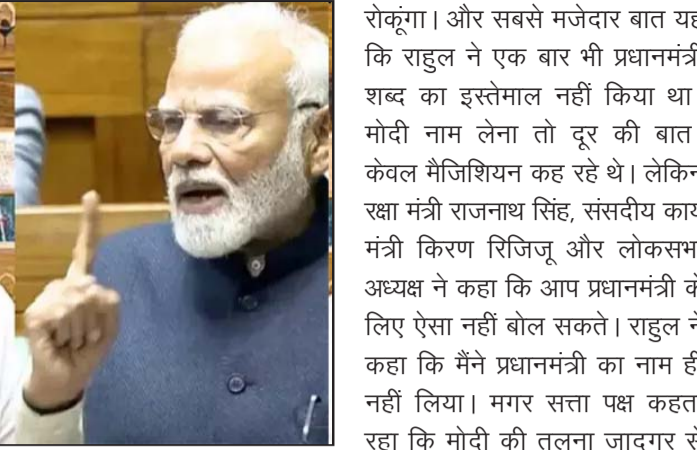 रोकूंगा। और सबसे मजेदार बात यह
कि राहुल ने एक बार भी प्रधानमंत्री
शब्द का इस्तेमाल नहीं किया था
मोदी नाम लेना तो दूर की बात
केवल मैजिशियन कह रहे थे। लेकिन
रक्षा मंत्री राजनाथ सिंह, संसदीय कार्य
मंत्री किरण रिजिजू और लोकसभा
अध्यक्ष ने कहा कि आप प्रधानमंत्री के
लिए ऐसा नहीं बोल सकते। राहुल ने
कहा कि मैंने प्रधानमंत्री का नाम ही
नहीं लिया। मगर सत्ता पक्ष कहता
रहा कि मोदी की तुलना जादूगर से